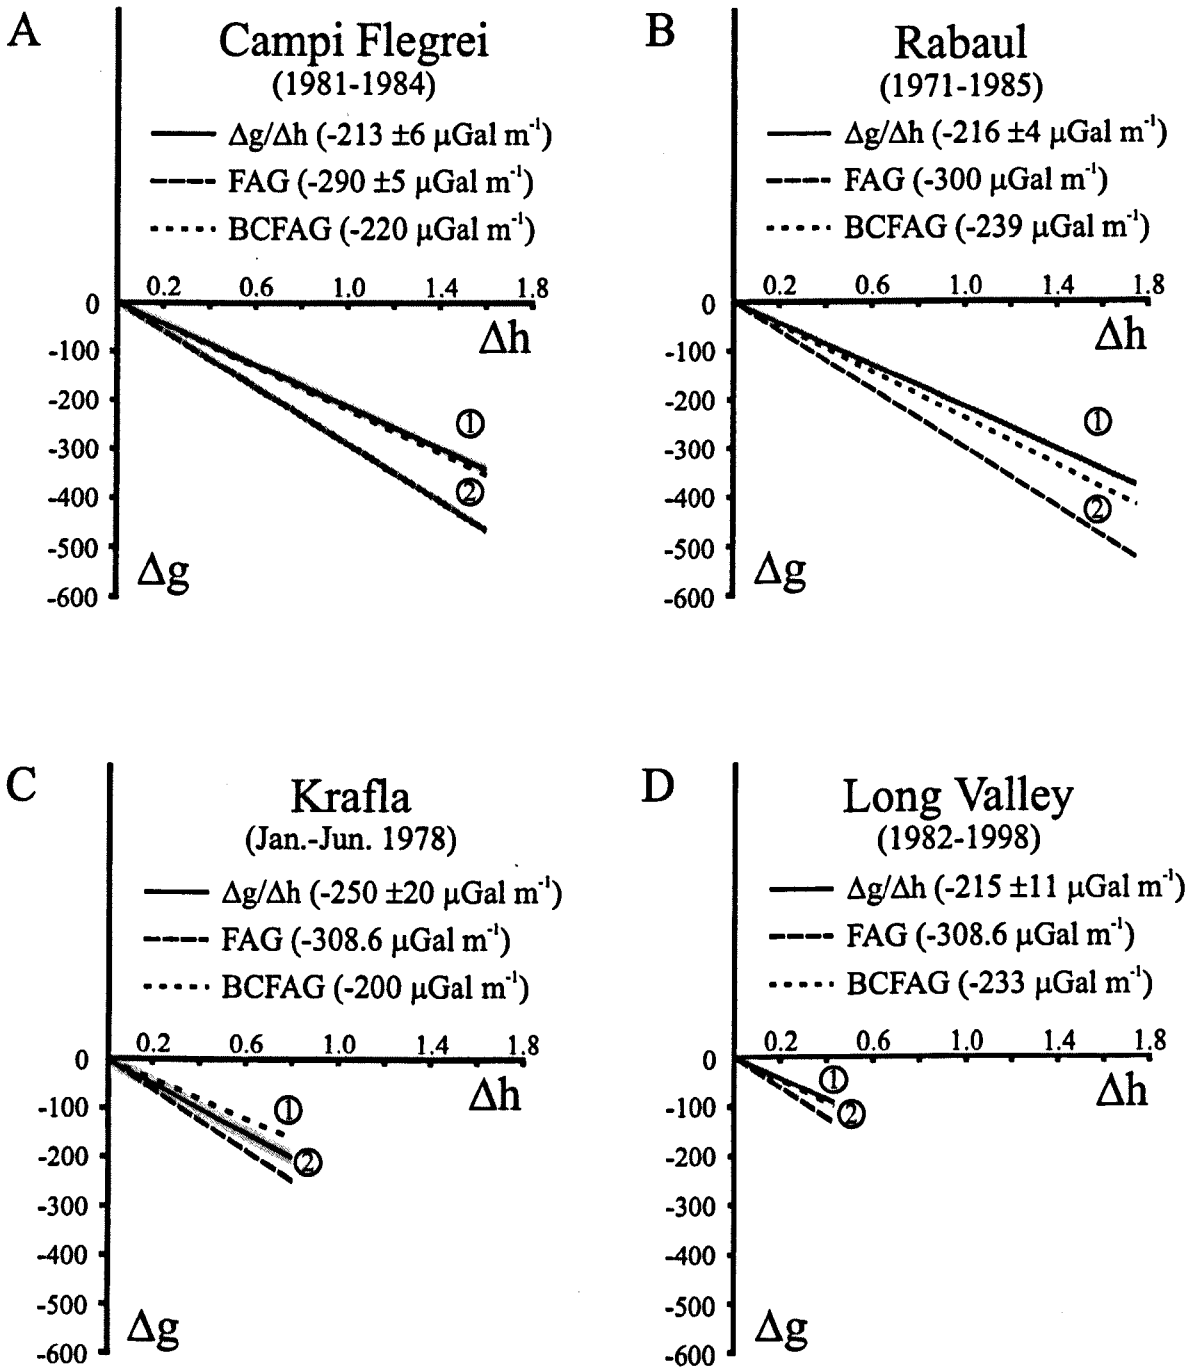 A
Campi Flegrei
(1981-1984)
Δg/Δh (-213 ±6 μGal m⁻¹)
FAG (-290 ±5 μGal m⁻¹)
BCFAG (-220 μGal m⁻¹)
0.2 0.6 1.0 1.4 1.8
0
Δh
-100
-200
①
-300
②
-400
-500
Δg
-600
B
Rabaul
(1971-1985)
Δg/Δh (-216 ±4 μGal m⁻¹)
FAG (-300 μGal m⁻¹)
BCFAG (-239 μGal m⁻¹)
0.2 0.6 1.0 1.4 1.8
0
Δh
-100
-200
①
-300
-400
②
-500
Δg
-600
C
Krafla
(Jan.-Jun. 1978)
Δg/Δh (-250 ±20 μGal m⁻¹)
FAG (-308.6 μGal m⁻¹)
BCFAG (-200 μGal m⁻¹)
0.2 0.6 1.0 1.4 1.8
0
Δh
-100
①
-200
②
-300
-400
-500
Δg
-600
D
Long Valley
(1982-1998)
Δg/Δh (-215 ±11 μGal m⁻¹)
FAG (-308.6 μGal m⁻¹)
BCFAG (-233 μGal m⁻¹)
0.2 0.6 1.0 1.4 1.8
0
①
Δh
-100
②
-200
-300
-400
-500
Δg
-600